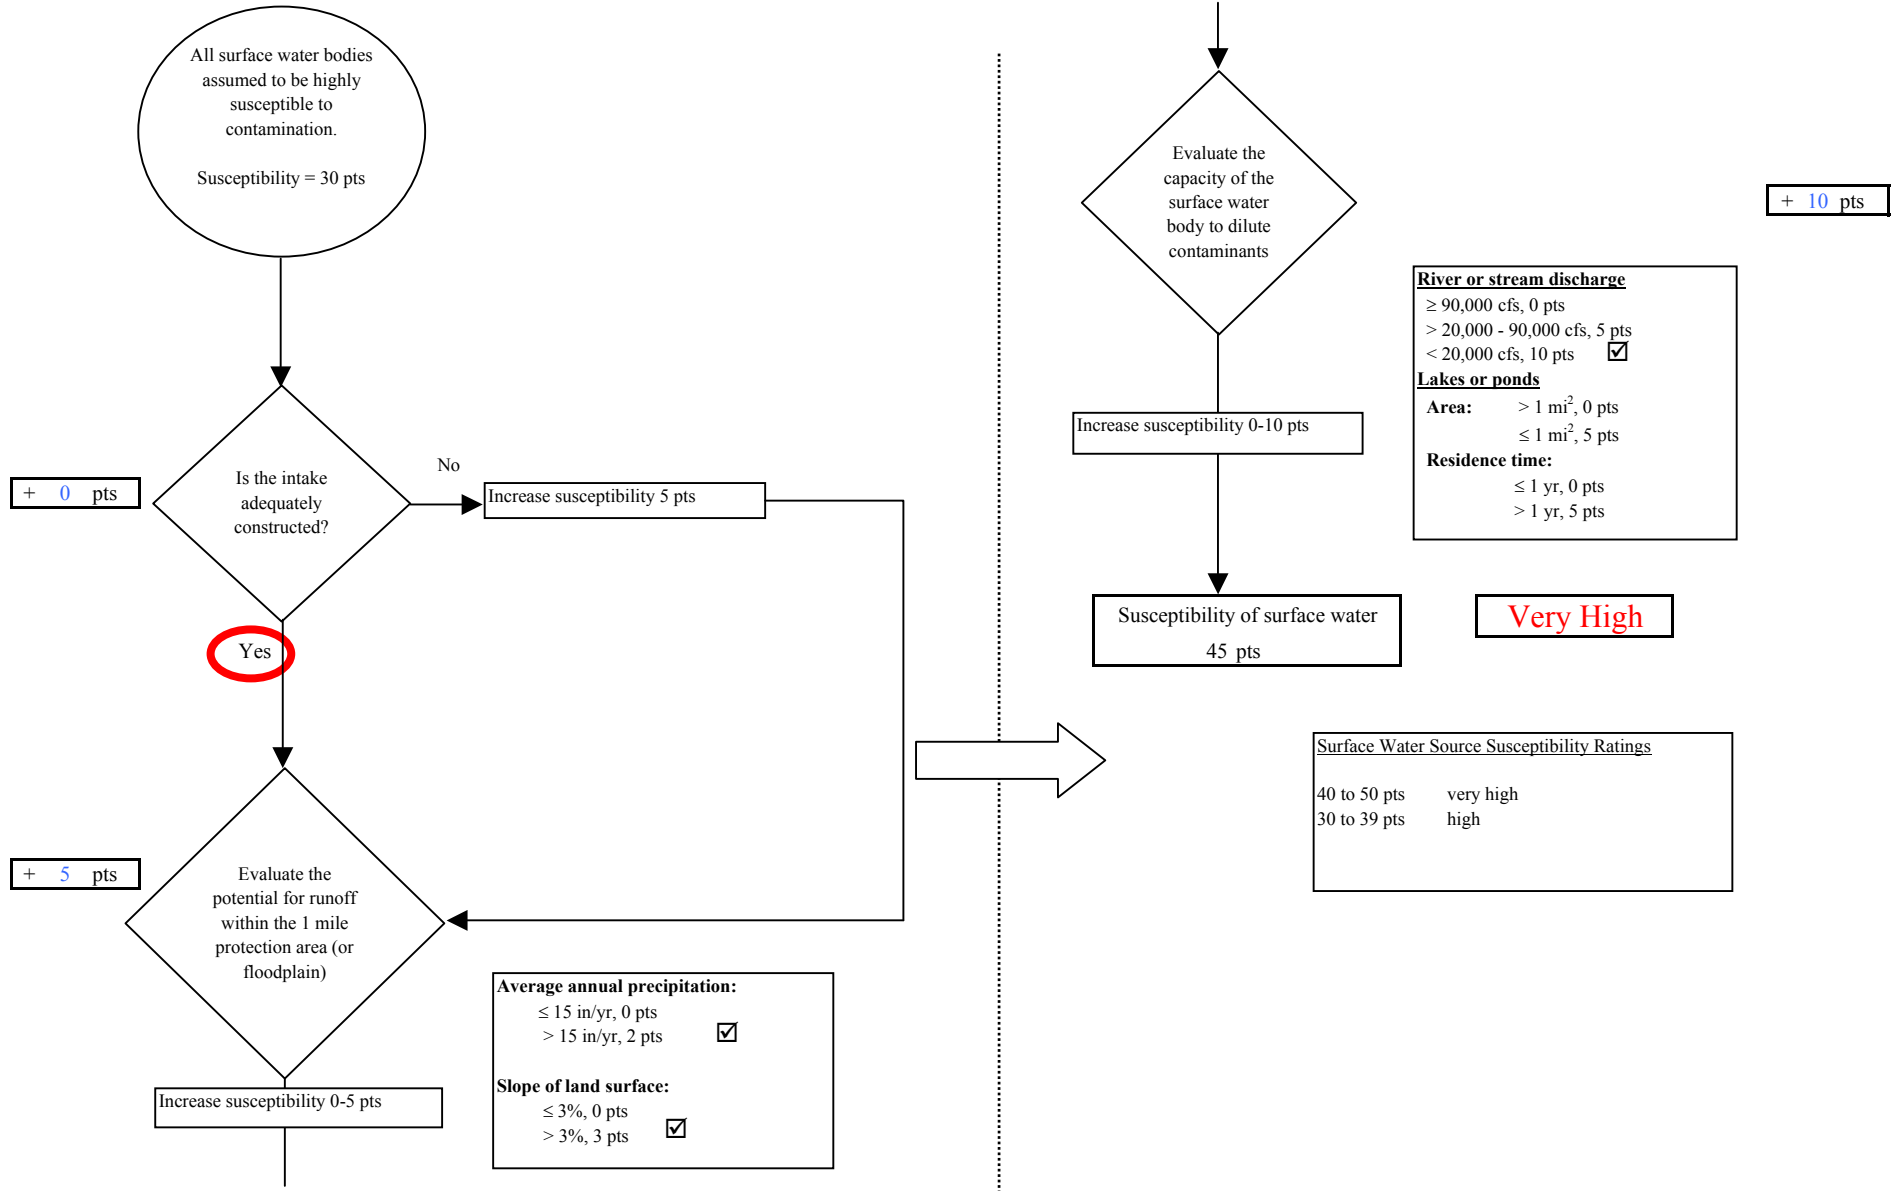 All surface water bodies
assumed to be highly
susceptible to
contamination.
Susceptibility = 30 pts
+ 0 pts
Is the intake
adequately
constructed?
No
Increase susceptibility 5 pts
Yes
+ 5 pts
Evaluate the
potential for runoff
within the 1 mile
protection area (or
floodplain)
Average annual precipitation:
≤ 15 in/yr, 0 pts
> 15 in/yr, 2 pts ☑
Slope of land surface:
≤ 3%, 0 pts
> 3%, 3 pts ☑
Increase susceptibility 0-5 pts
Evaluate the
capacity of the
surface water
body to dilute
contaminants
+ 10 pts
River or stream discharge
≥ 90,000 cfs, 0 pts
> 20,000 - 90,000 cfs, 5 pts
< 20,000 cfs, 10 pts ☑
Lakes or ponds
Area: > 1 mi², 0 pts
≤ 1 mi², 5 pts
Residence time:
≤ 1 yr, 0 pts
> 1 yr, 5 pts
Increase susceptibility 0-10 pts
Susceptibility of surface water
45 pts
Very High
Surface Water Source Susceptibility Ratings
40 to 50 pts very high
30 to 39 pts high